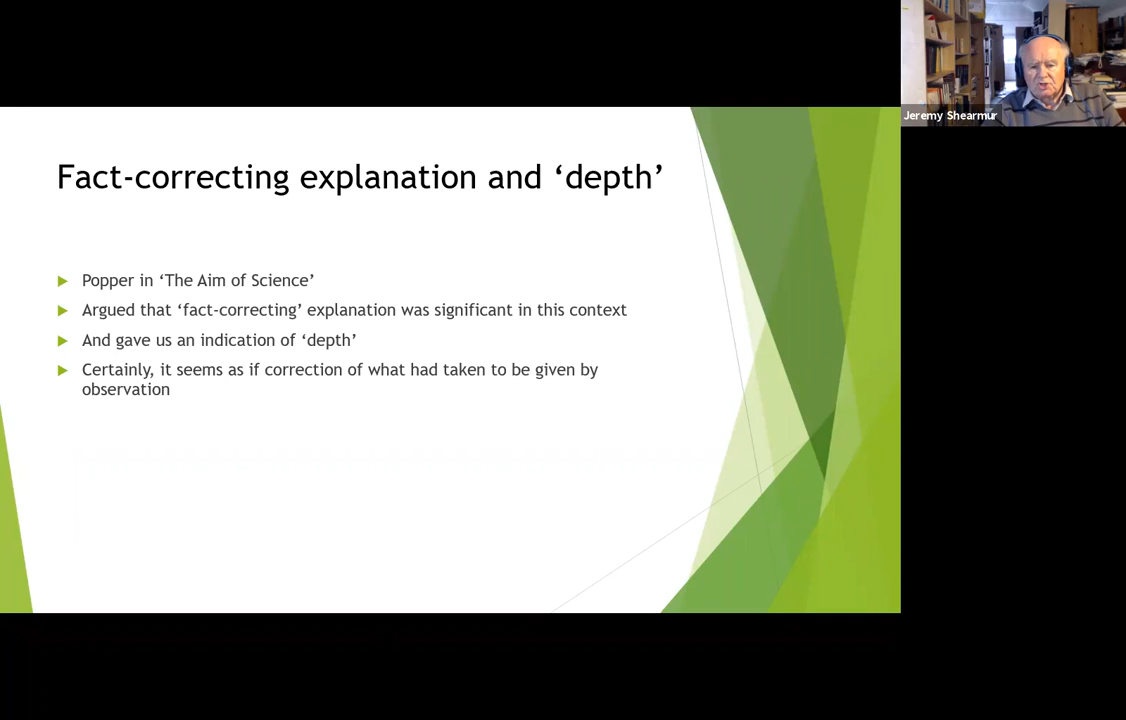 Jeremy Shearmur
Fact-correcting explanation and ‘depth’
Popper in ‘The Aim of Science’
Argued that ‘fact-correcting’ explanation was significant in this context
And gave us an indication of ‘depth’
Certainly, it seems as if correction of what had taken to be given by
observation